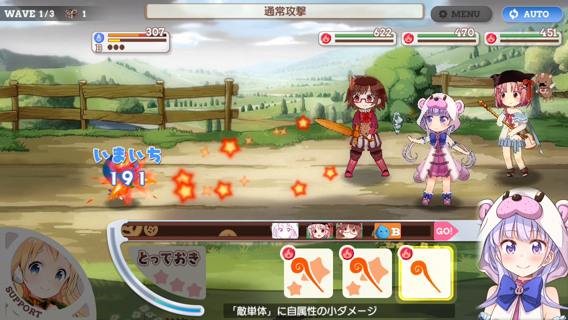 WAVE 1/3
1
通常攻撃
MENU
AUTO
307
B
622
470
451
いまいち
191
B
GO!
とっておき
SUPPORT
「敵単体」に自属性の小ダメージ